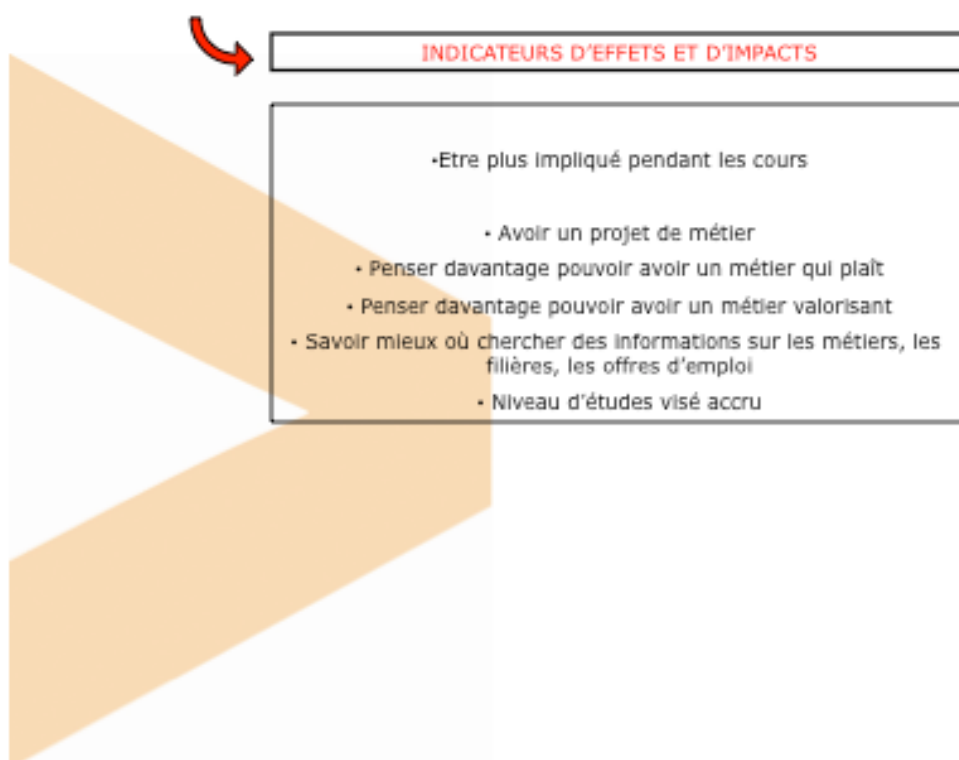 INDICATEURS D'EFFETS ET D'IMPACTS
•Etre plus impliqué pendant les cours
• Avoir un projet de métier
• Penser davantage pouvoir avoir un métier qui plaît
• Penser davantage pouvoir avoir un métier valorisant
• Savoir mieux où chercher des informations sur les métiers, les
filières, les offres d'emploi
• Niveau d'études visé accru